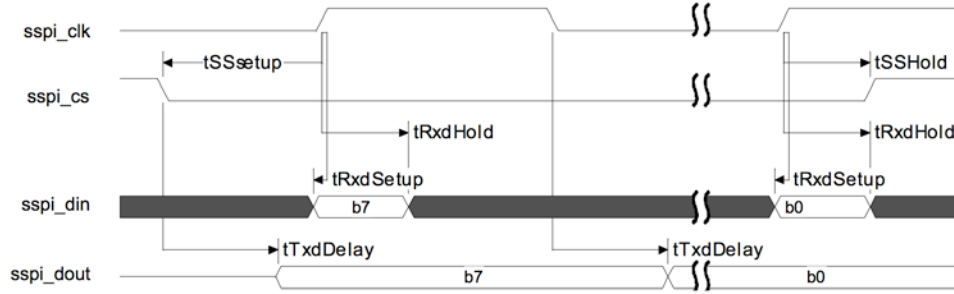 sspi_clk
tSSsetup
tSSHold
sspi_cs
tRxdHold
tRxdHold
tRxdSetup
tRxdSetup
sspi_din
b7
b0
tTxdDelay
tTxdDelay
sspi_dout
b7
b0